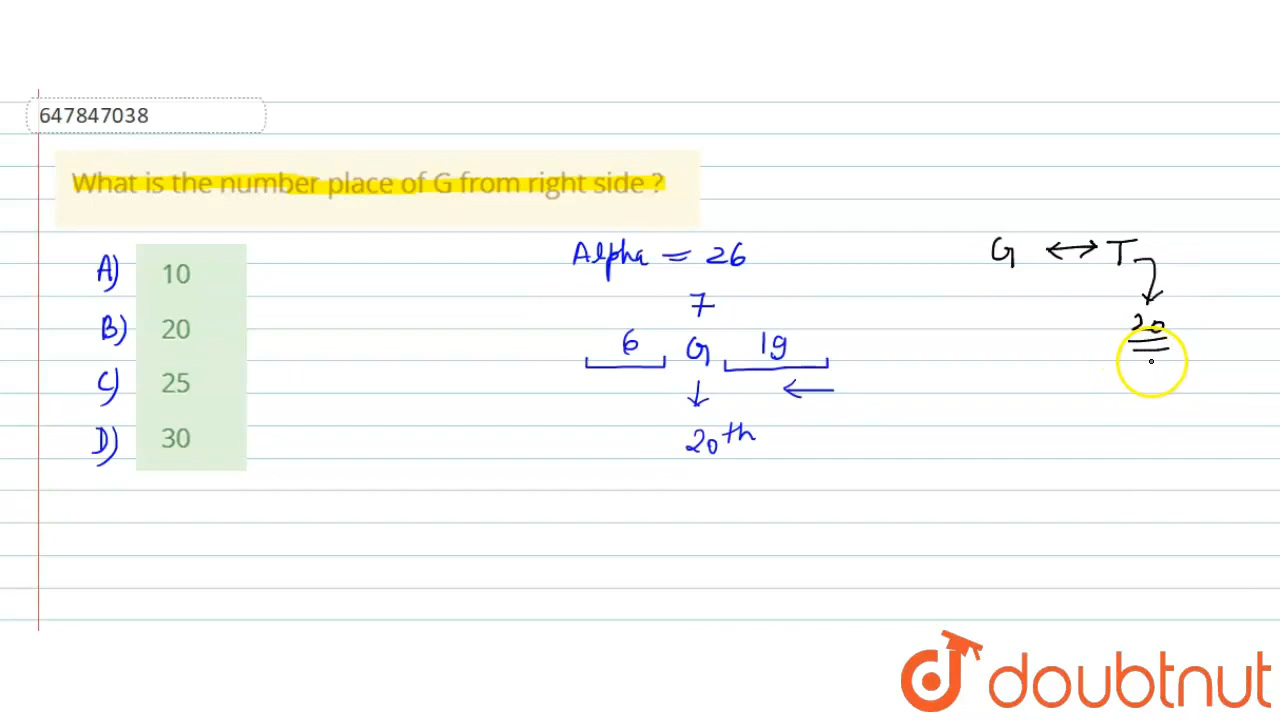 647847038
What is the number place of G from right side ?
A) 10
B) 20
C) 25
D) 30
Alpha = 26
7
6 G 19
20th
G ↔ T
20
doubtnut